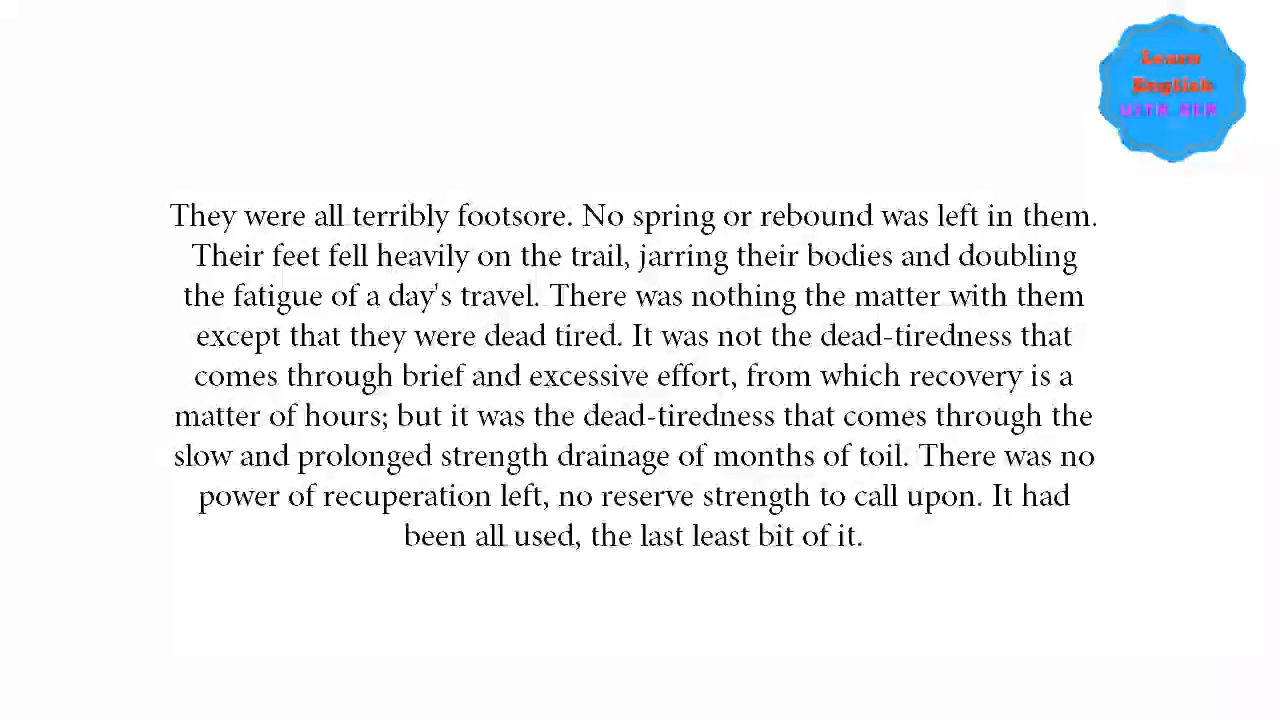 Learn
English
WITH GEM
They were all terribly footsore. No spring or rebound was left in them.
Their feet fell heavily on the trail, jarring their bodies and doubling
the fatigue of a day's travel. There was nothing the matter with them
except that they were dead tired. It was not the dead-tiredness that
comes through brief and excessive effort, from which recovery is a
matter of hours; but it was the dead-tiredness that comes through the
slow and prolonged strength drainage of months of toil. There was no
power of recuperation left, no reserve strength to call upon. It had
been all used, the last least bit of it.